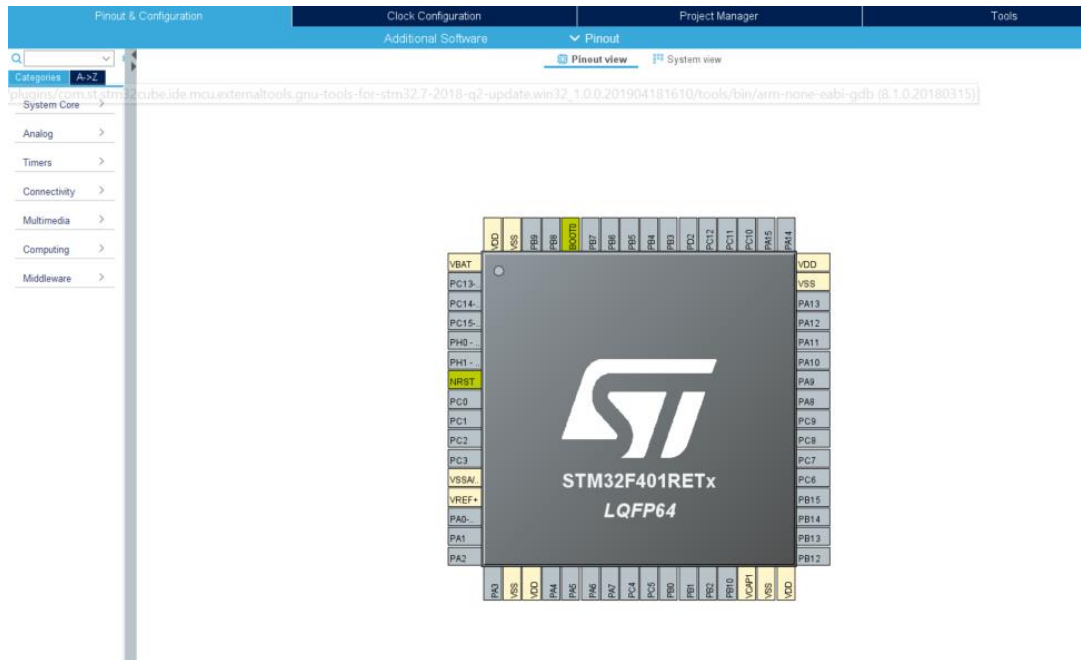 Pinout & Configuration
Clock Configuration
Project Manager
Tools
Additional Software
Pinout
Pinout view
System view
Categories
A->Z
plugins/com.st.stm32cube.ide.mcu.externaltools.gnu-tools-for-stm32.7-2018-q2-update.win32_1.0.0.201904181610/tools/bin/arm-none-eabi-gdb (8.1.0.20180315)]
System Core
Analog
Timers
Connectivity
Multimedia
Computing
Middleware
VDD
VSS
PB9
PB8
BOOT0
PB7
PB6
PB5
PB4
PB3
PD2
PC12
PC11
PC10
PA15
PA14
VBAT
PC13-..
PC14-..
PC15-..
PH0 - ..
PH1 - ..
NRST
PC0
PC1
PC2
PC3
VSSA/..
VREF+
PA0-..
PA1
PA2
VDD
VSS
PA13
PA12
PA11
PA10
PA9
PA8
PC9
PC8
PC7
PC6
PB15
PB14
PB13
PB12
ST
STM32F401RETx
LQFP64
PA3
VSS
VDD
PA4
PA5
PA6
PA7
PC4
PC5
PB0
PB1
PB2
PB10
VCAP1
VSS
VDD